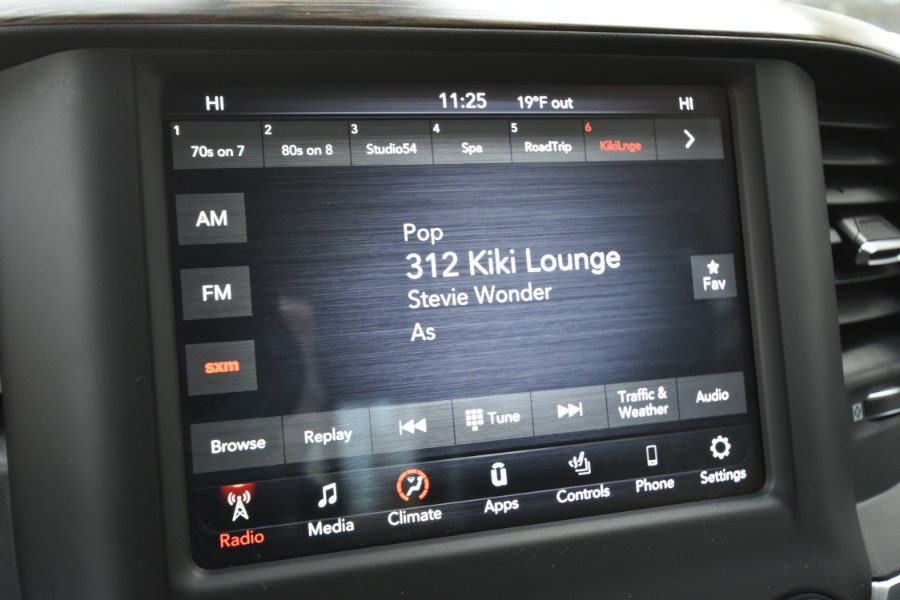 HI 11:25 19°F out HI
1 70s on 7 2 80s on 8 3 Studio54 4 Spa 5 RoadTrip 6 KikiLnge
AM
Pop
312 Kiki Lounge
Stevie Wonder
As
FM
Fav
sxm
Browse Replay Tune Traffic & Weather Audio
Radio Media Climate Apps Controls Phone Settings